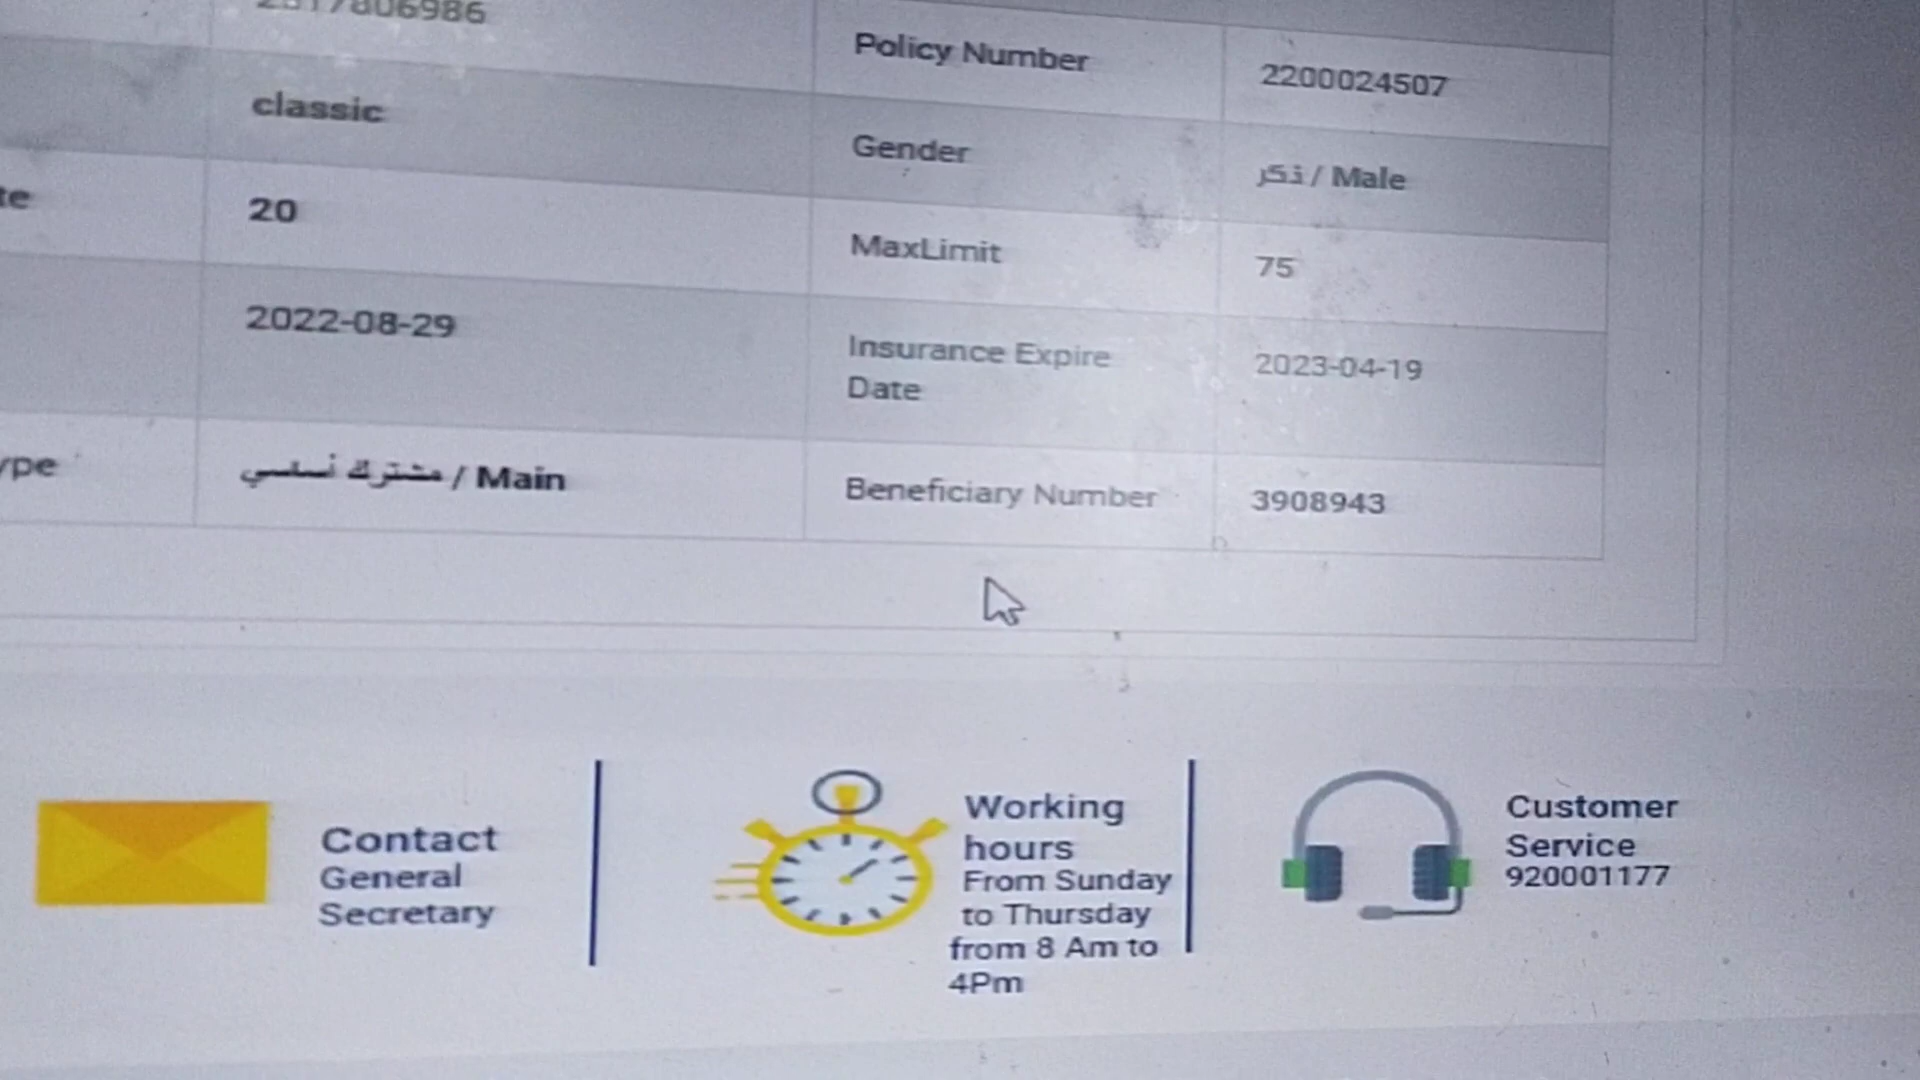 Policy Number 2200024507
classic Gender ذكر / Male
20 MaxLimit 75
2022-08-29 Insurance Expire
Date 2023-04-19
مشترك / Main Beneficiary Number 3908943
Contact
General
Secretary
Working
hours
From Sunday
to Thursday
from 8 Am to
4Pm
Customer
Service
920001177